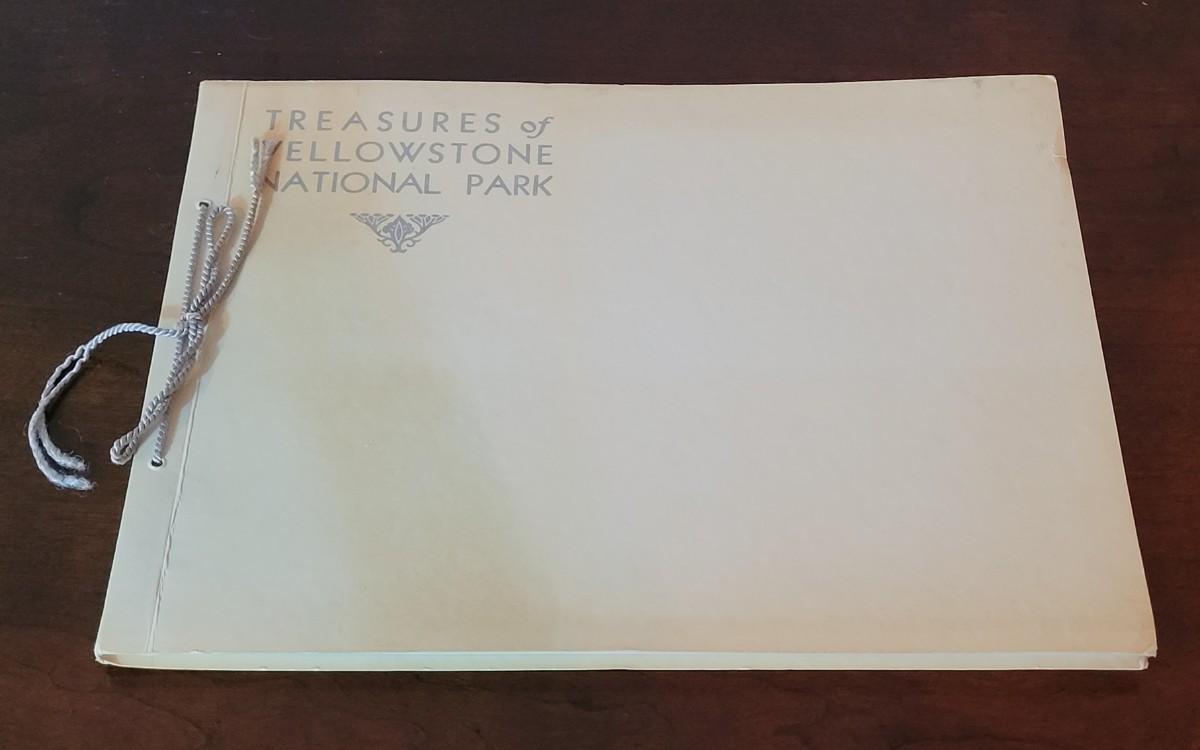 TREASURES of
YELLOWSTONE
NATIONAL PARK